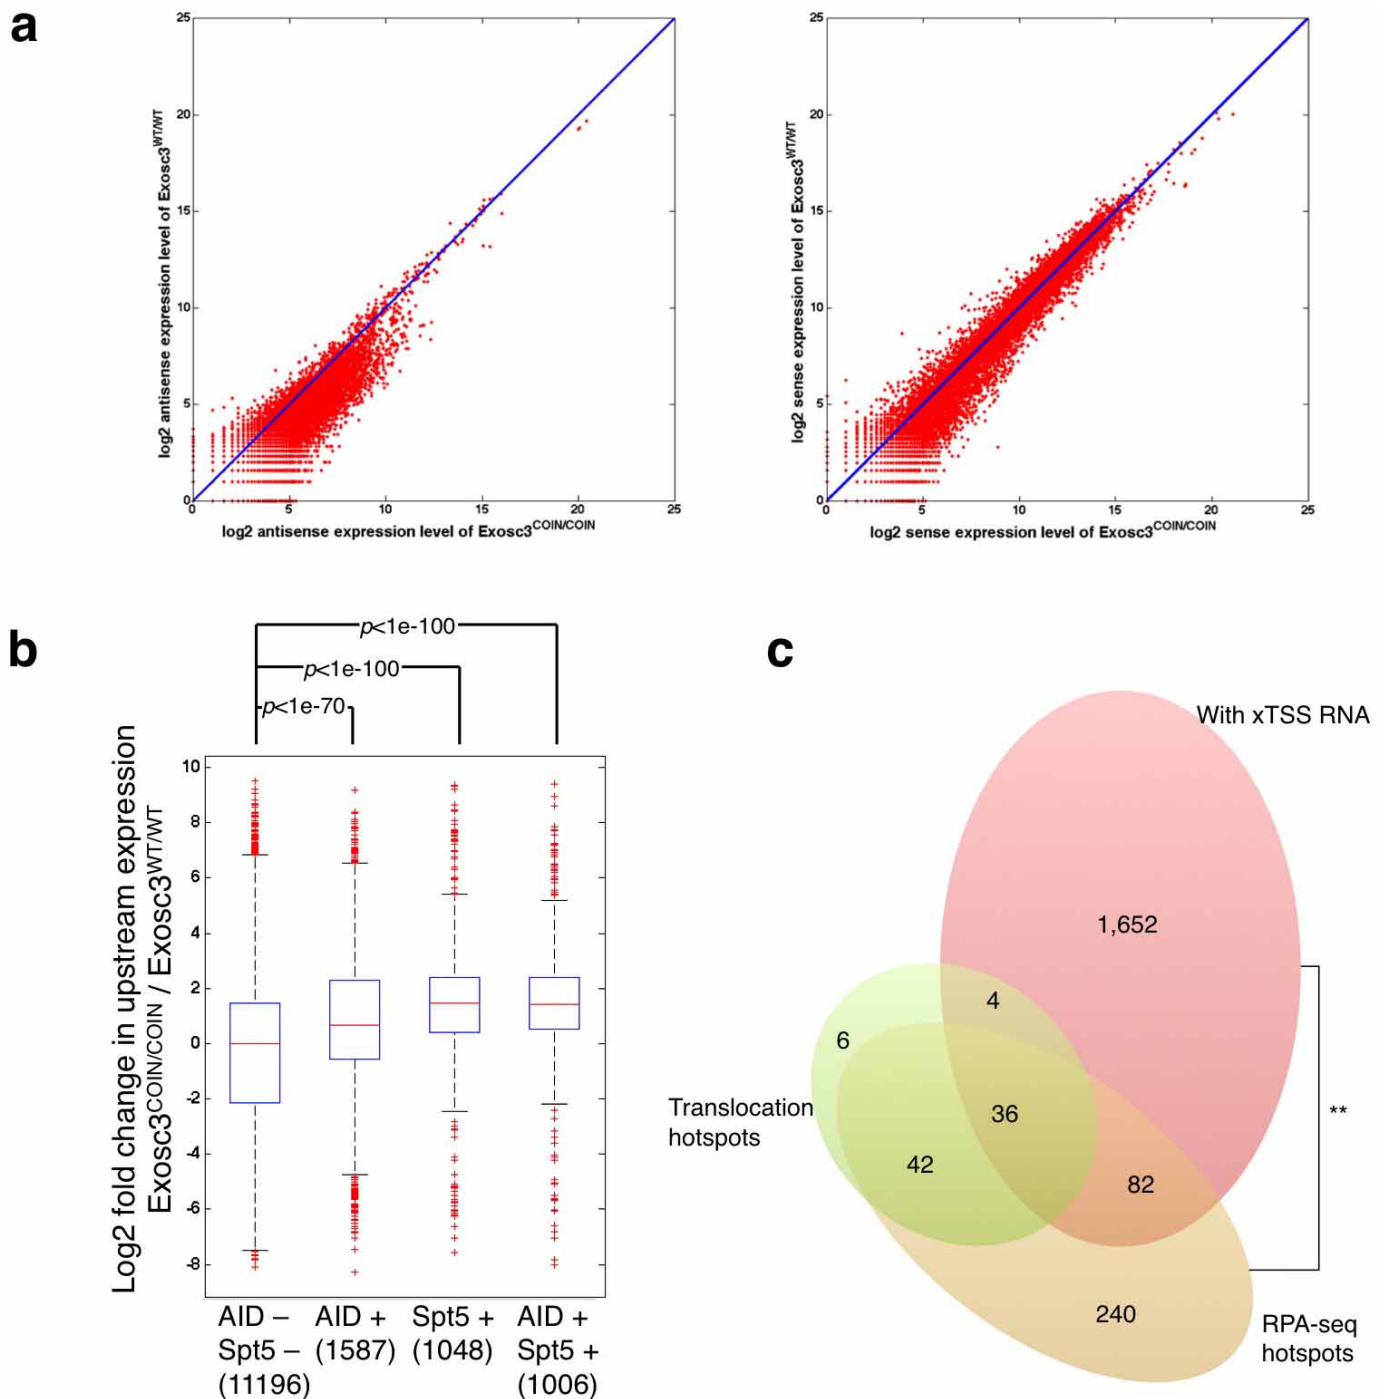 a
25
20
15
10
5
0
0 5 10 15 20 25
log2 antisense expression level of Exosc3WT/WT
log2 antisense expression level of Exosc3COIN/COIN
25
20
15
10
5
0
0 5 10 15 20 25
log2 sense expression level of Exosc3WT/WT
log2 sense expression level of Exosc3COIN/COIN
b
p<1e-100
p<1e-100
p<1e-70
Log2 fold change in upstream expression
Exosc3COIN/COIN / Exosc3WT/WT
10
8
6
4
2
0
-2
-4
-6
-8
AID – AID + Spt5 + AID +
Spt5 – (1587) (1048) Spt5 +
(11196) (1006)
c
With xTSS RNA
1,652
4
6
36
Translocation
hotspots
**
42
82
240
RPA-seq
hotspots